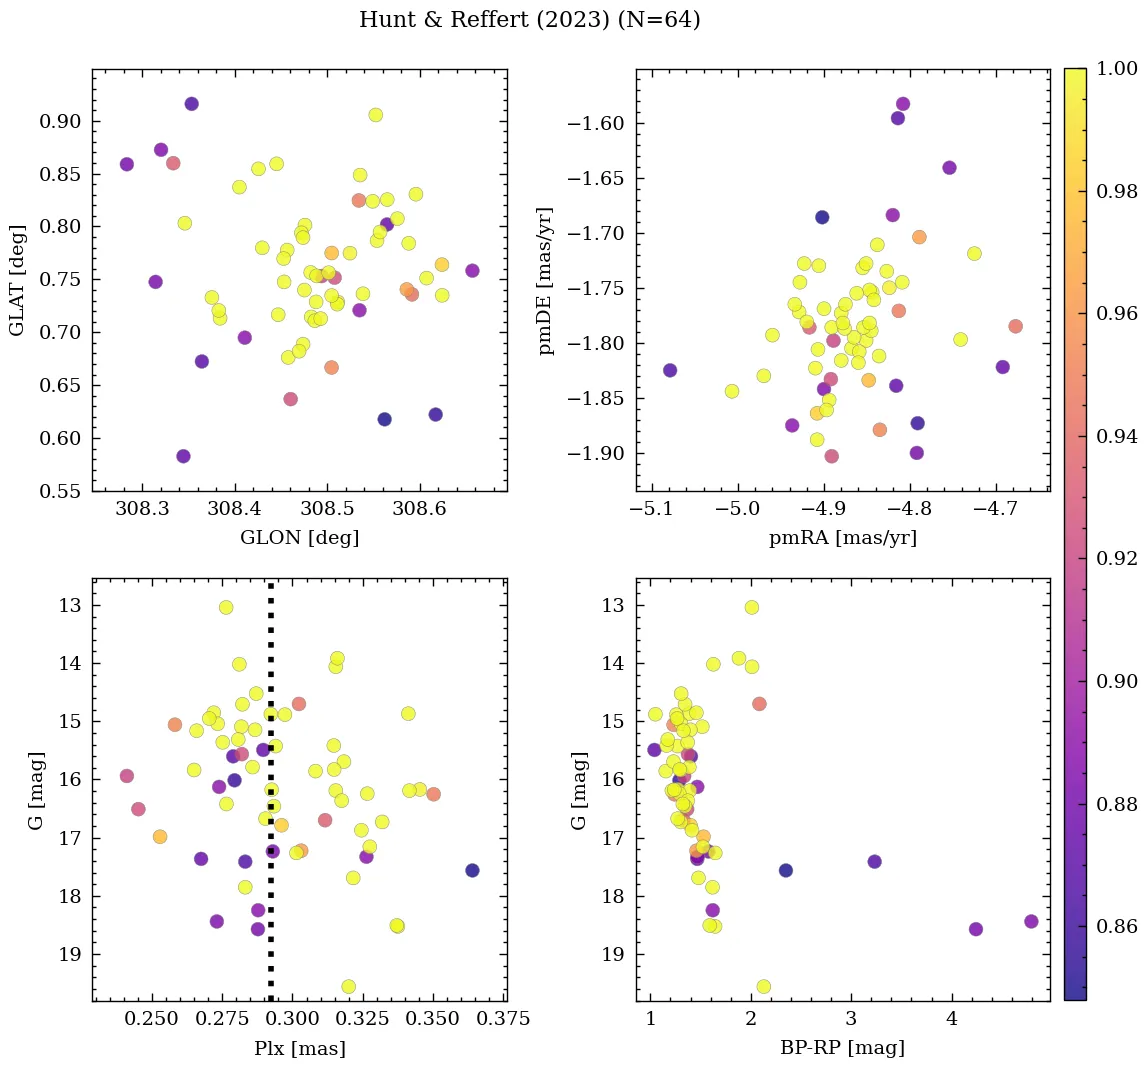 Hunt & Reffert (2023) (N=64)
0.90
0.85
0.80
0.75
0.70
0.65
0.60
0.55
GLAT [deg]
308.3 308.4 308.5 308.6
GLON [deg]
−1.60
−1.65
−1.70
−1.75
−1.80
−1.85
−1.90
pmDE [mas/yr]
−5.1 −5.0 −4.9 −4.8 −4.7
pmRA [mas/yr]
13
14
15
16
17
18
19
G [mag]
0.250 0.275 0.300 0.325 0.350 0.375
Plx [mas]
13
14
15
16
17
18
19
G [mag]
1 2 3 4
BP-RP [mag]
1.00
0.98
0.96
0.94
0.92
0.90
0.88
0.86